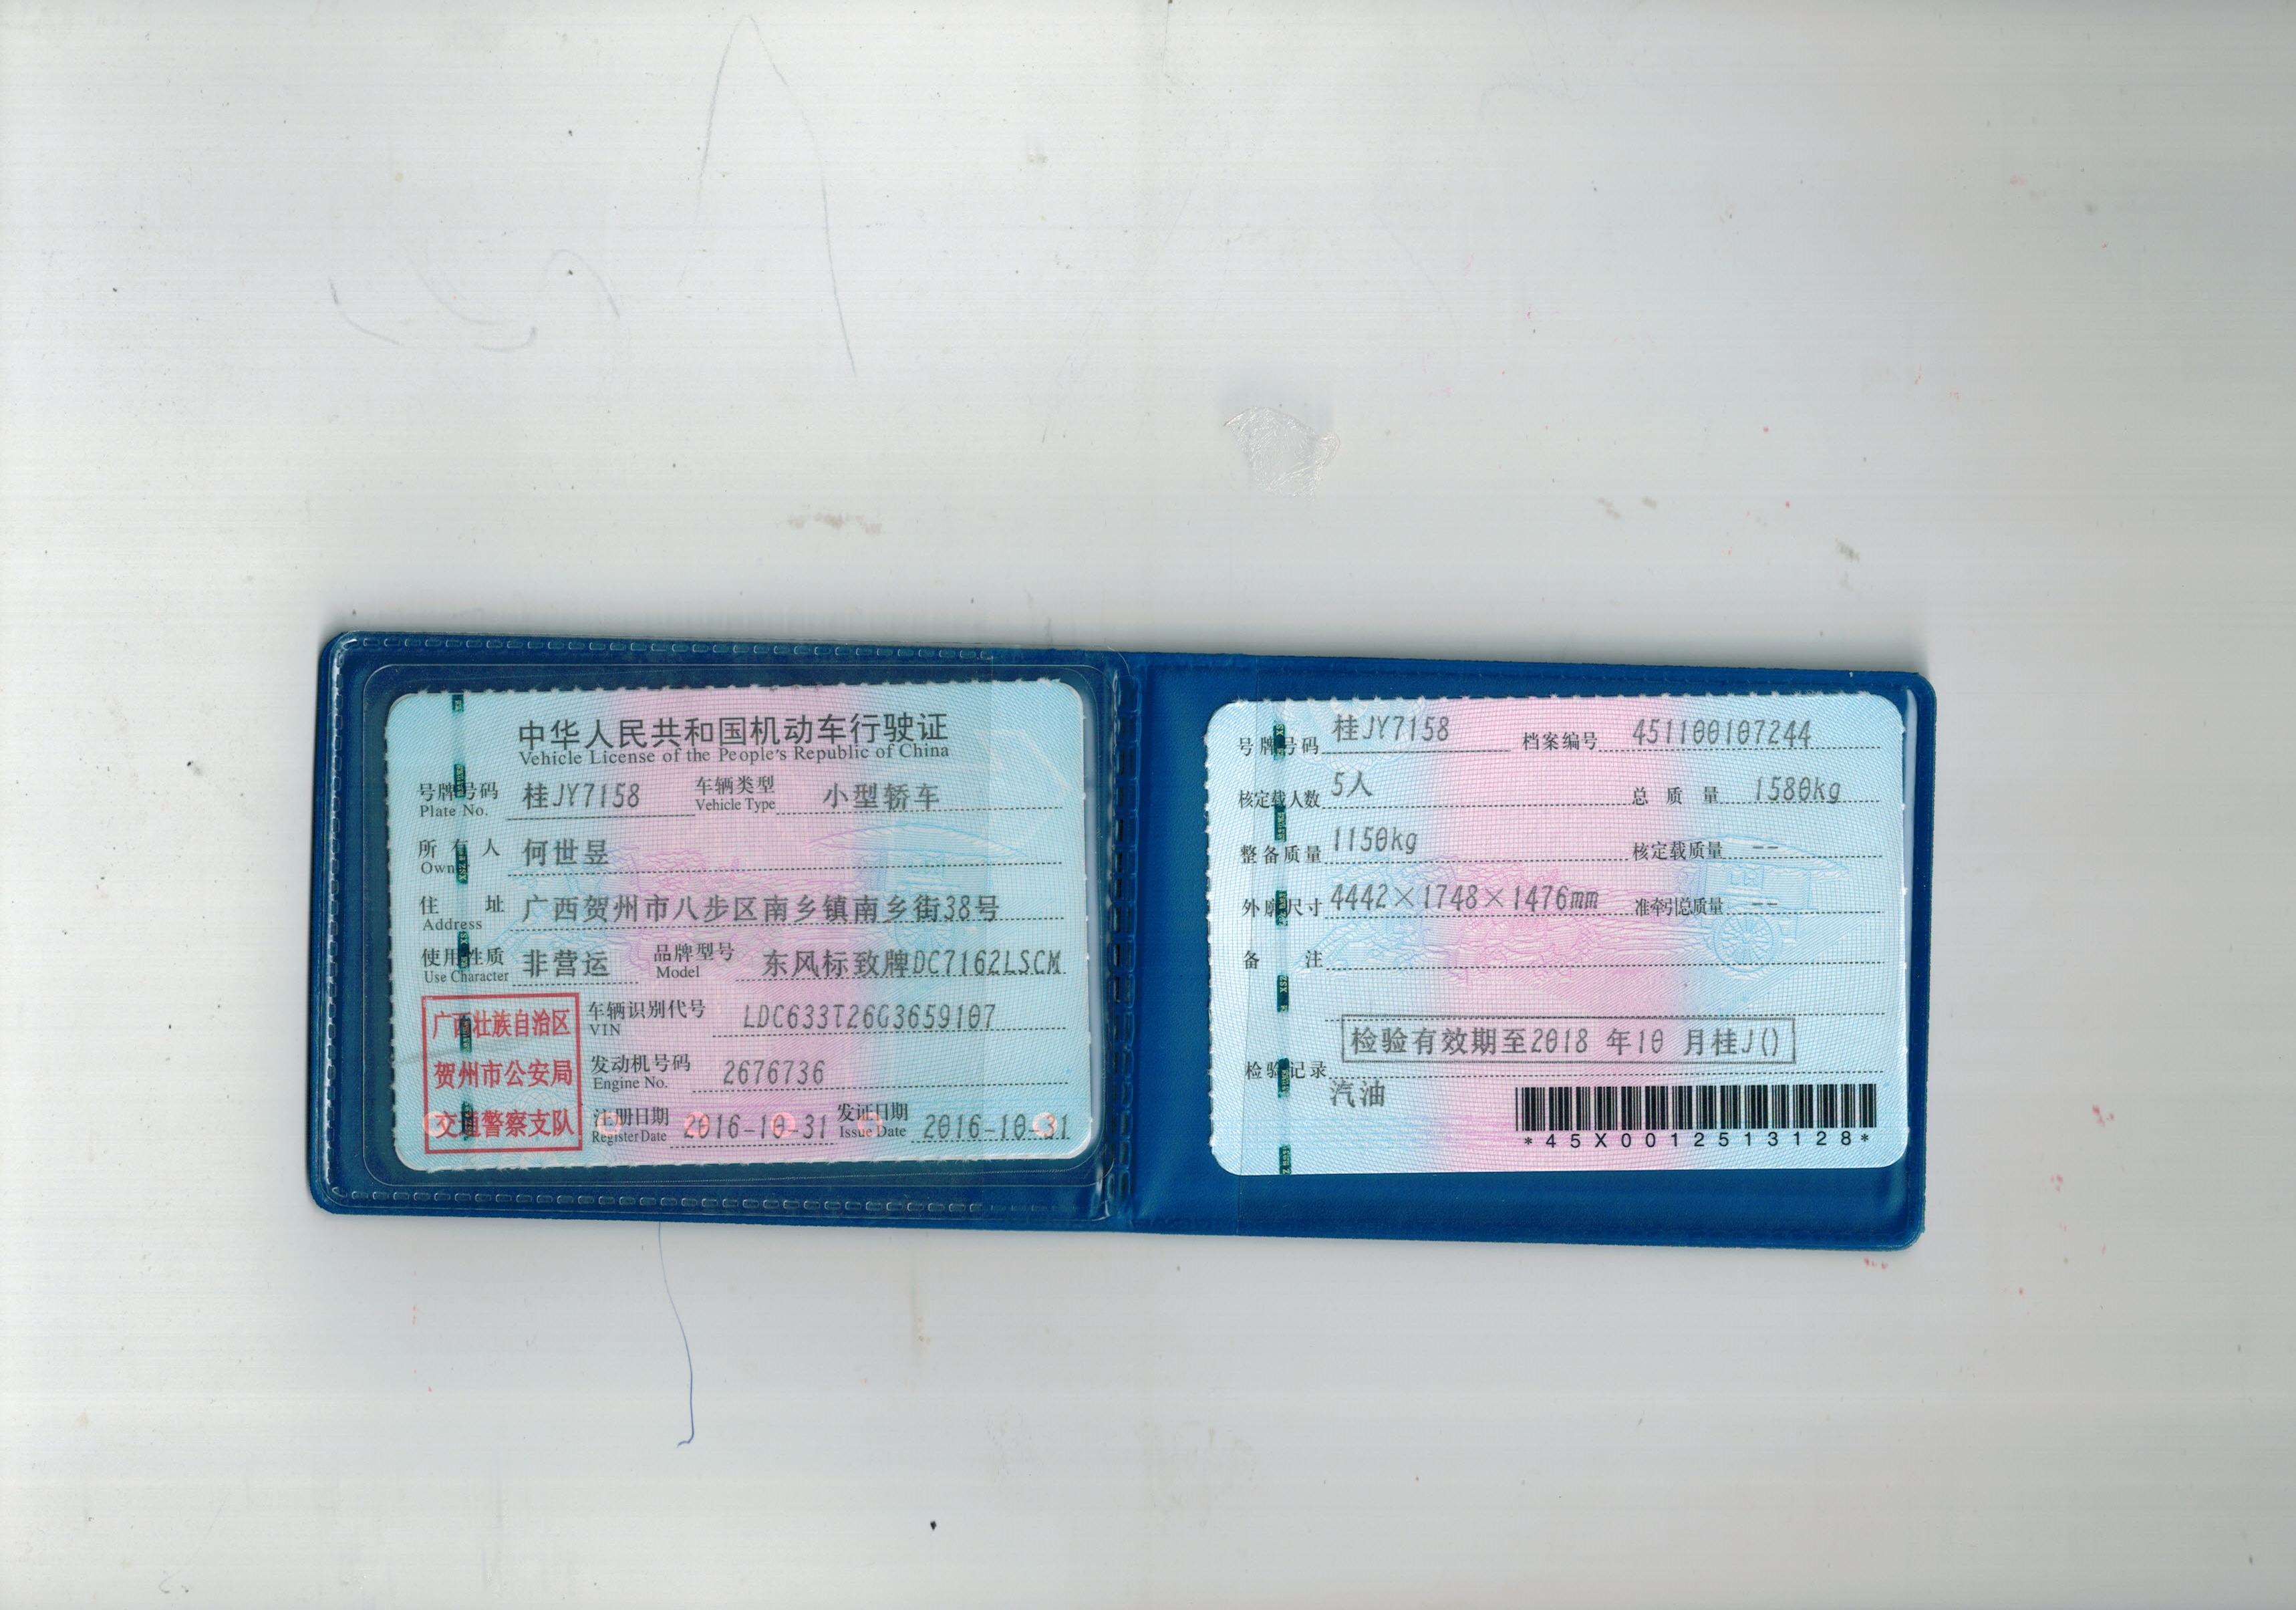 中华人民共和国机动车行驶证
Vehicle License of the People's Republic of China
号牌号码 桂JY7158 车辆类型 小型轿车
Plate No. Vehicle Type
所有人 何世昱
Owner
住址 广西贺州市八步区南乡镇南乡街38号
Address
使用性质 非营运 品牌型号 东风标致牌DC7162LSCM
Use Character Model
广西壮族自治区
贺州市公安局
交通警察支队
车辆识别代号 LDC633T26G3659107
VIN
发动机号码 2676736
Engine No.
注册日期 2016-10-31 发证日期 2016-10-31
Register Date Issue Date
号牌号码 桂JY7158 档案编号 451100107244
核定载人数 5人 总质量 1580kg
整备质量 1150kg 核定载质量 --
外廓尺寸 4442×1748×1476mm 准牵引总质量 --
备注
检验有效期至2018 年10 月桂J()
检验记录
汽油
*45X0012513128*